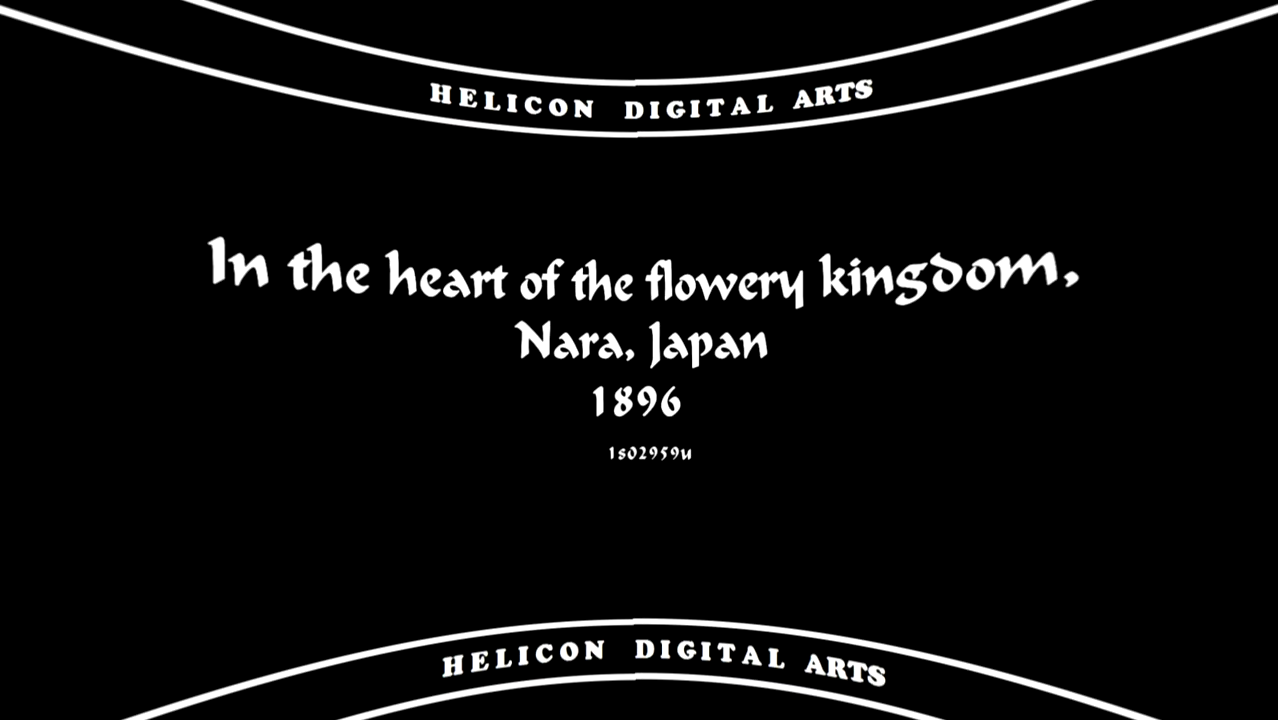 HELICON DIGITAL ARTS
In the heart of the flowery kingdom,
Nara, Japan
1896
1s02959u
HELICON DIGITAL ARTS